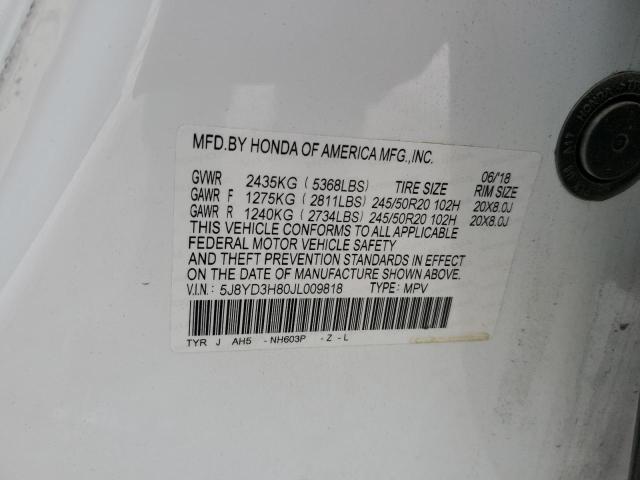 MFD.BY HONDA OF AMERICA MFG.,INC.
06/18
GVWR 2435KG ( 5368LBS) TIRE SIZE RIM SIZE
GAWR F 1275KG ( 2811LBS) 245/50R20 102H 20X8.0J
GAWR R 1240KG ( 2734LBS) 245/50R20 102H 20X8.0J
THIS VEHICLE CONFORMS TO ALL APPLICABLE
FEDERAL MOTOR VEHICLE SAFETY
AND THEFT PREVENTION STANDARDS IN EFFECT
ON THE DATE OF MANUFACTURE SHOWN ABOVE.
V.I.N.: 5J8YD3H80JL009818 TYPE: MPV
TYR J AH5 -NH603P - Z - L
HONDA